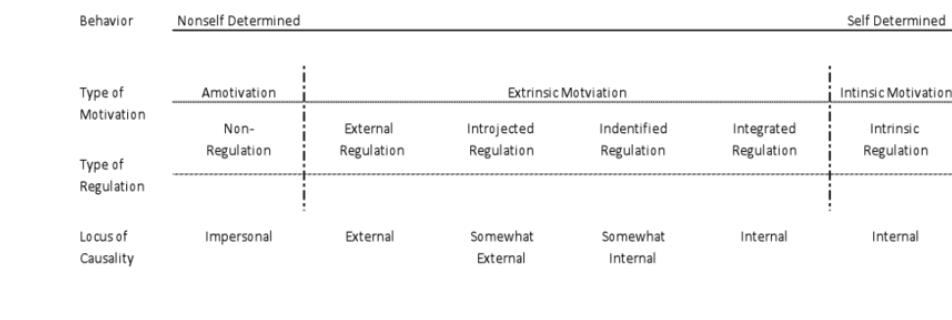 Behavior Nonself Determined Self Determined
Type of Amotivation Extrinsic Motviation Intinsic Motivation
Motivation
Non- External Introjected Indentified Integrated Intrinsic
Regulation Regulation Regulation Regulation Regulation Regulation
Type of
Regulation
Locus of Impersonal External Somewhat Somewhat Internal Internal
Causality External Internal